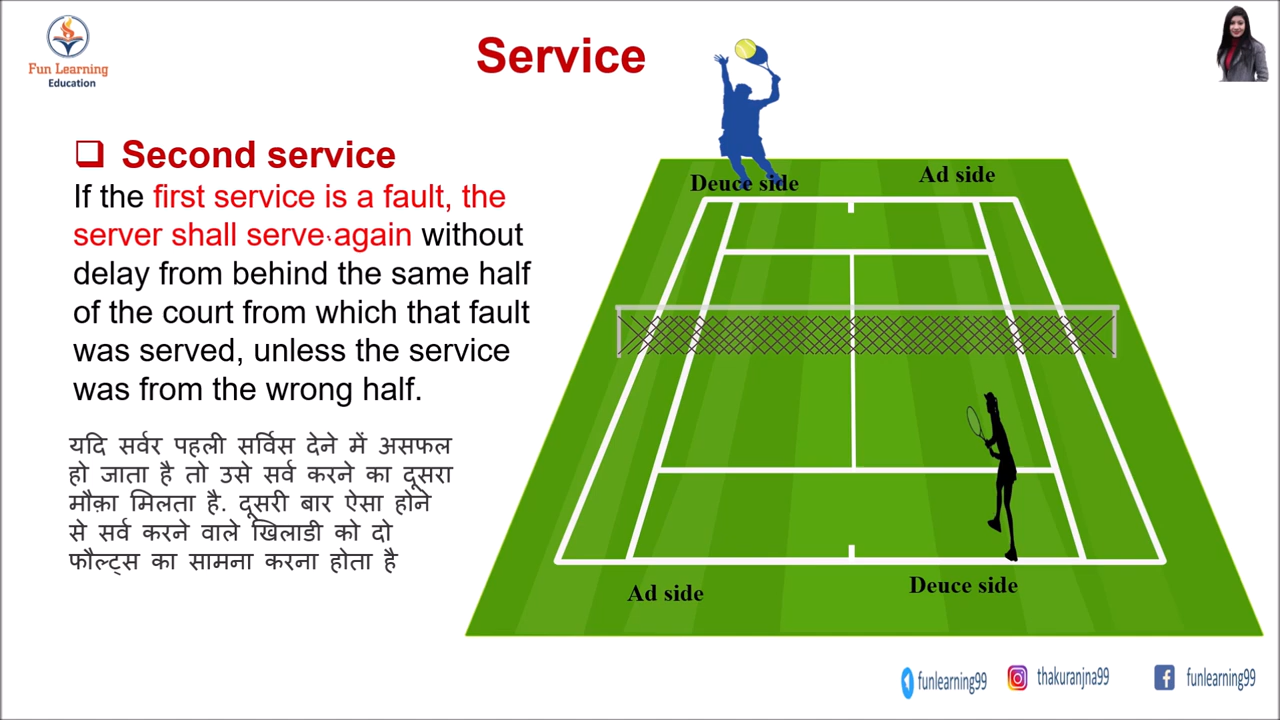 Fun Learning
Education
Service
Second service
If the first service is a fault, the
server shall serve again without
delay from behind the same half
of the court from which that fault
was served, unless the service
was from the wrong half.
यदि सर्वर पहली सर्विस देने में असफल
हो जाता है तो उसे सर्व करने का दूसरा
मौक़ा मिलता है. दूसरी बार ऐसा होने
से सर्व करने वाले खिलाडी को दो
फौल्ट्स का सामना करना होता है
Deuce side
Ad side
Ad side
Deuce side
funlearning99
thakuranjna99
funlearning99